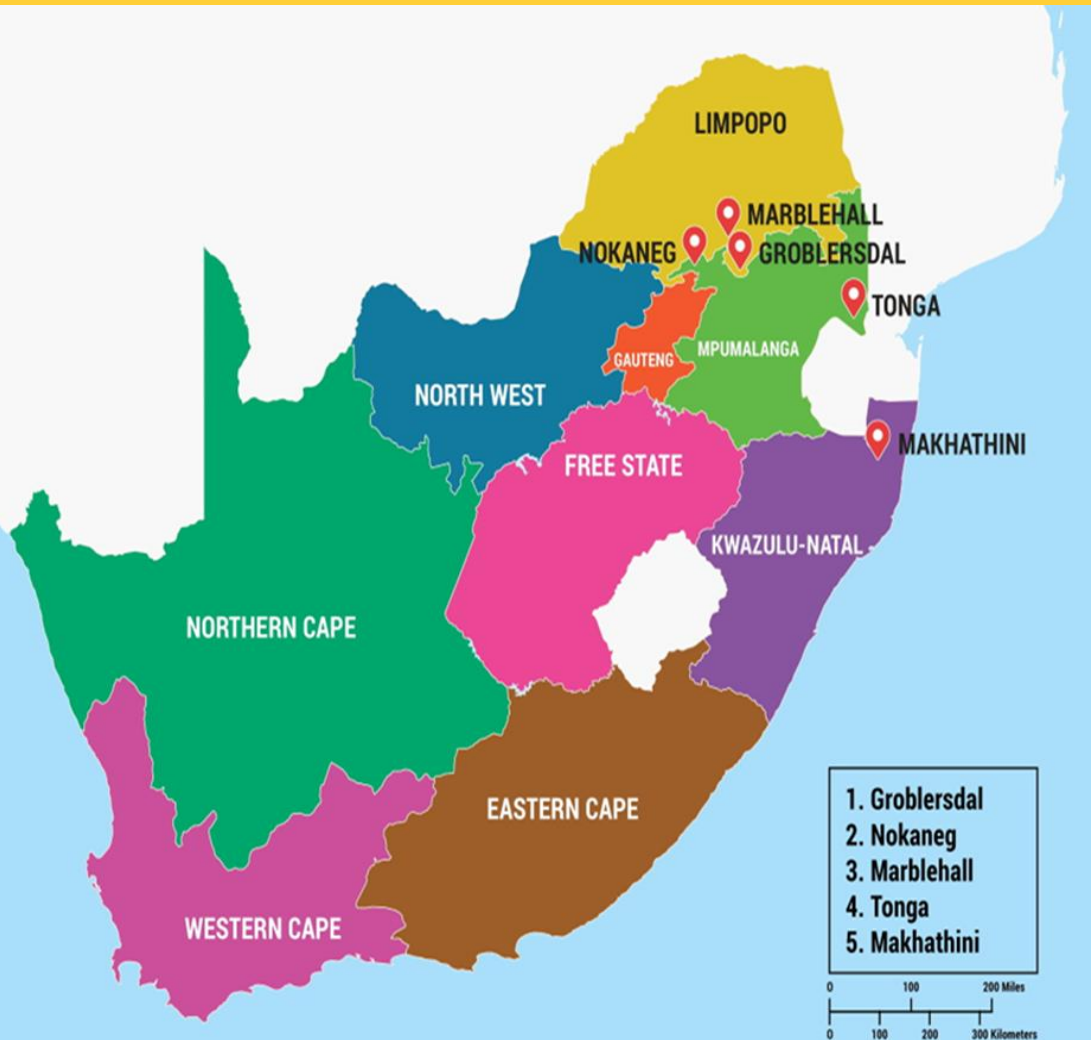 LIMPOPO
MARBLEHALL
NOKANEG
GROBLERSDAL
TONGA
GAUTENG
MPUMALANGA
NORTH WEST
MAKHATHINI
FREE STATE
KWAZULU-NATAL
NORTHERN CAPE
EASTERN CAPE
WESTERN CAPE
1. Groblersdal
2. Nokaneg
3. Marblehall
4. Tonga
5. Makhathini
0 100 200 Miles
0 100 200 300 Kilometers